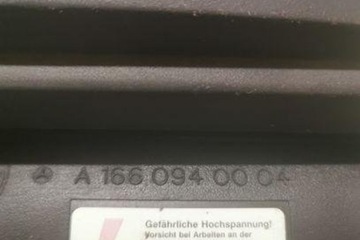 A 166 094 00 04
Gefährliche Hochspannung!
Vorsicht bei Arbeiten an der